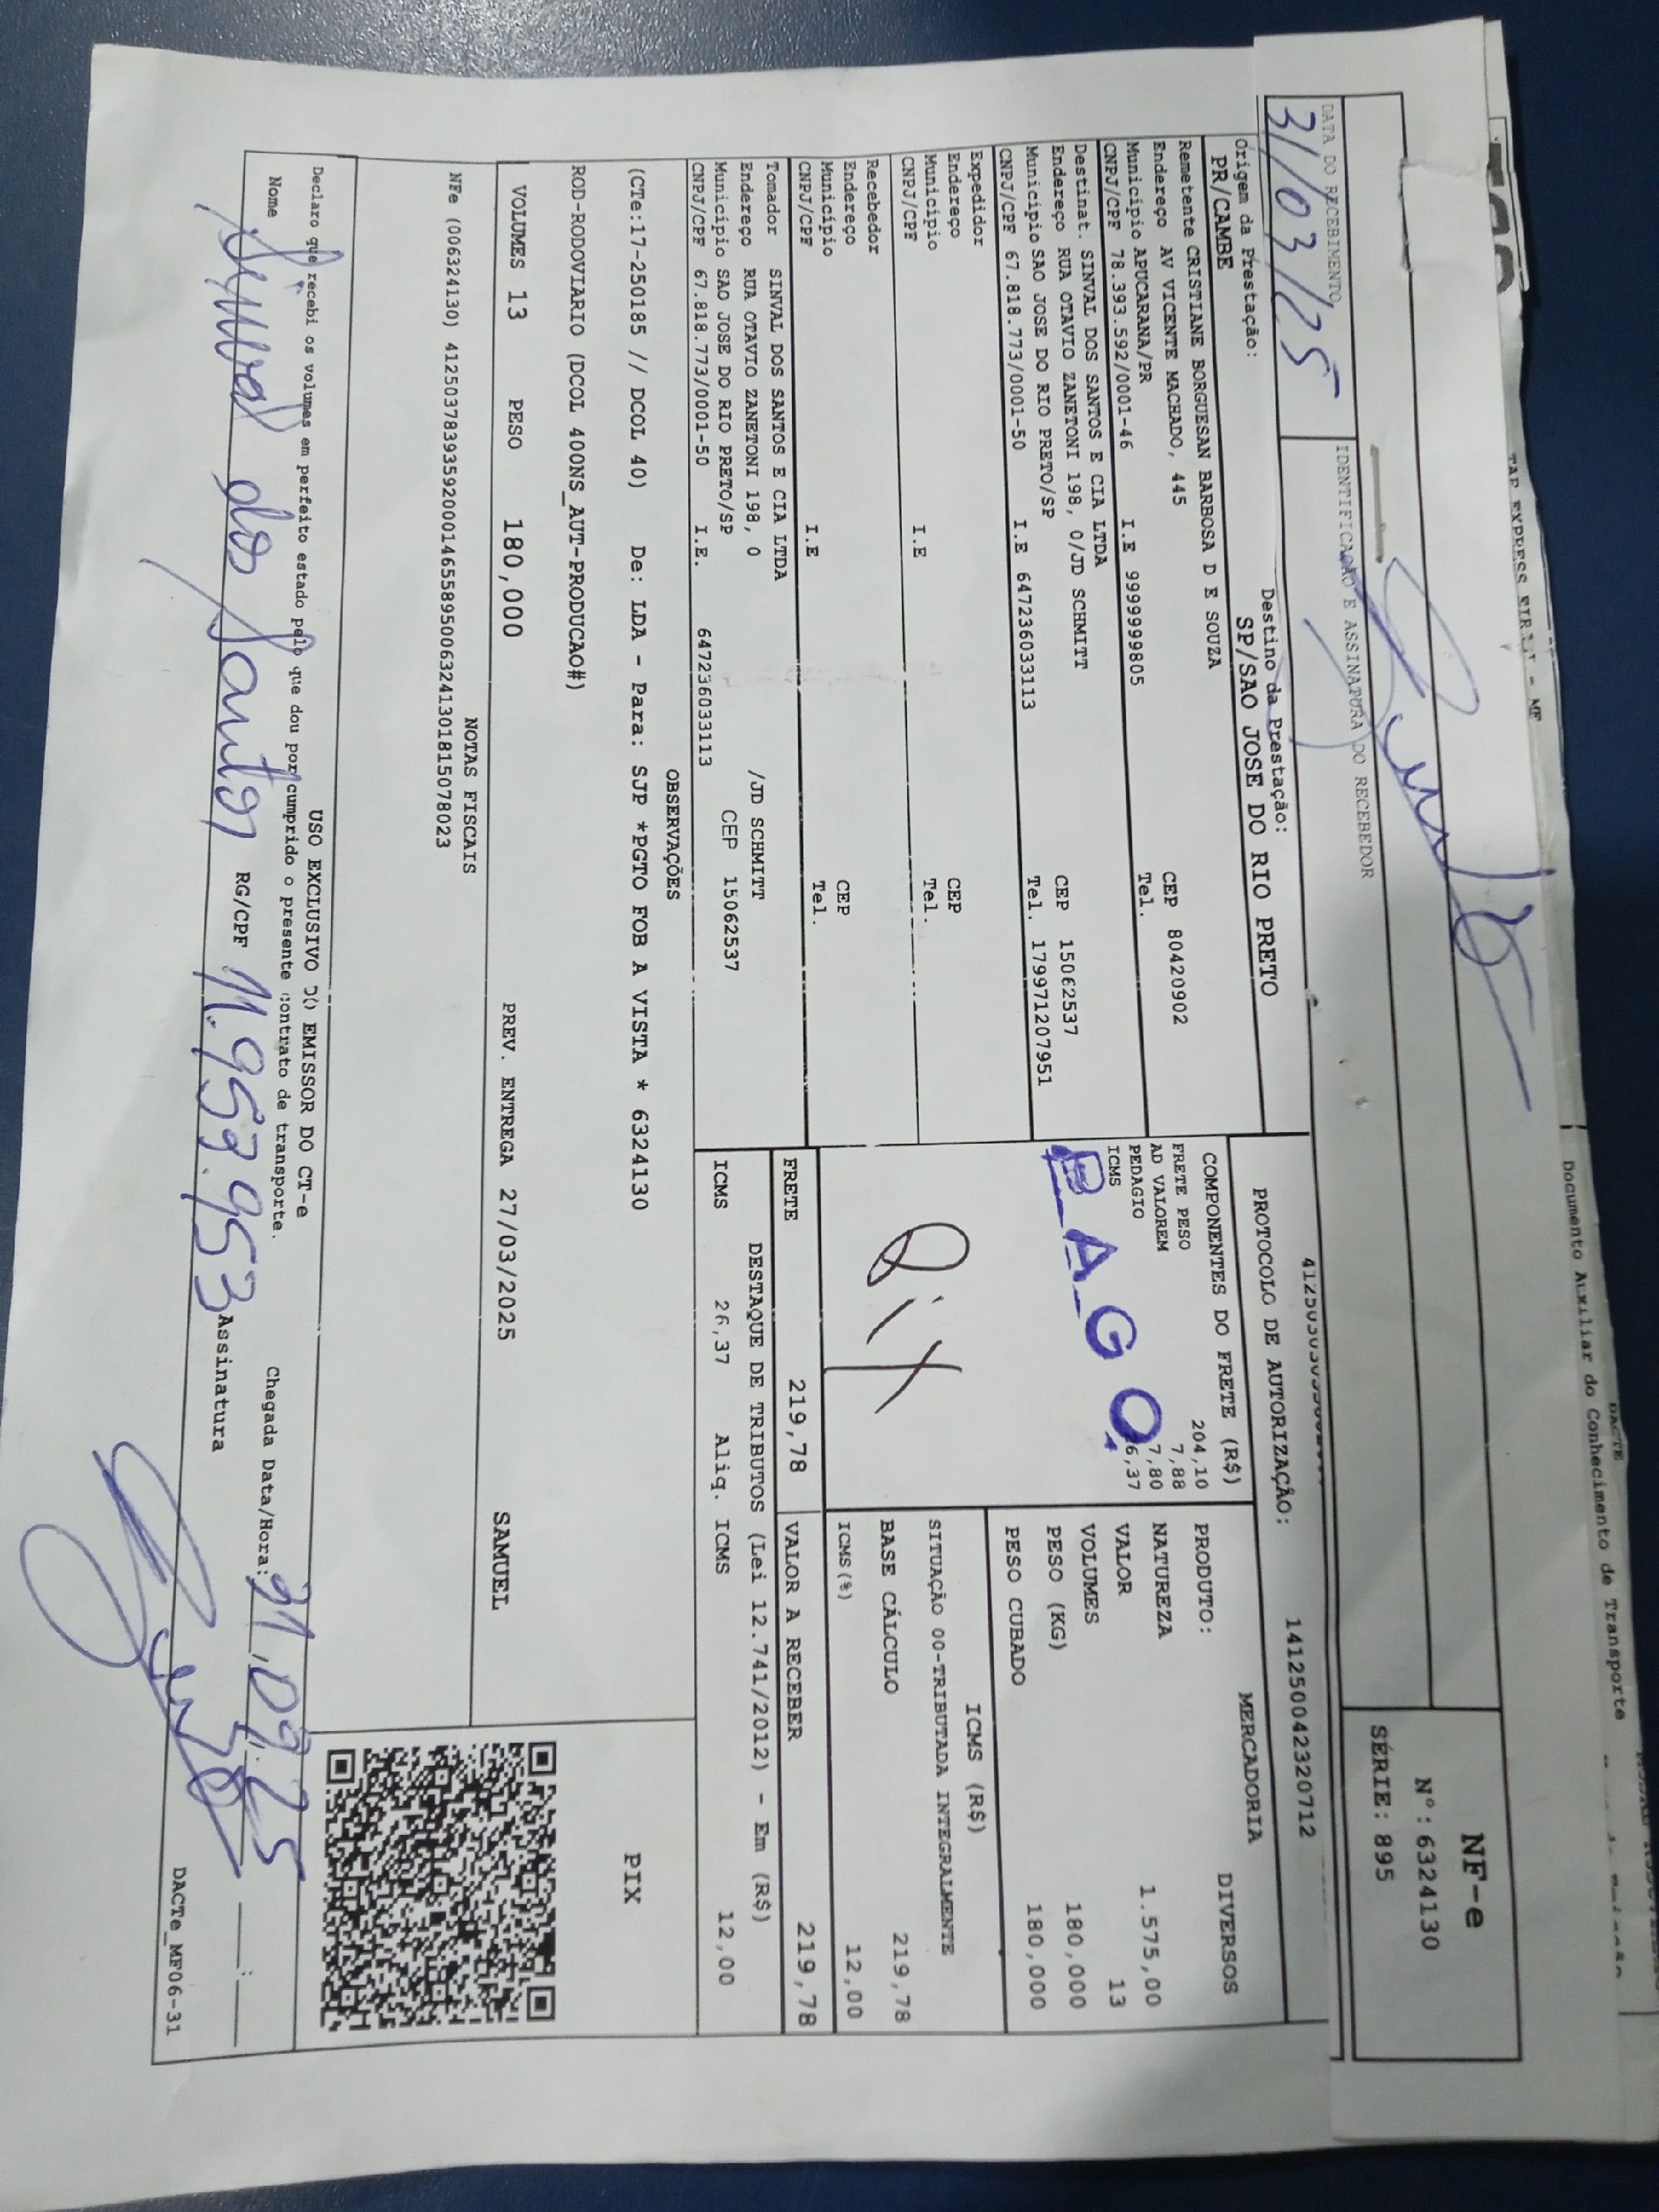 TAP EXPRESS EIRELI - MF
DACTE
Documento Auxiliar do Conhecimento de Transporte
DATA DO RECEBIMENTO
31/03/25
IDENTIFICAÇÃO E ASSINATURA DO RECEBEDOR
NF-e
Nº: 6324130
SÉRIE: 895
Origem da Prestação:
PR/CAMBE
Destino da Prestação:
SP/SAO JOSE DO RIO PRETO
PROTOCOLO DE AUTORIZAÇÃO:
141250042320712
Remetente CRISTIANE BORGUESAN BARBOSA D E SOUZA
Endereço AV VICENTE MACHADO, 445 CEP 80420902
Município APUCARANA/PR Tel.
CNPJ/CPF 78.393.592/0001-46 I.E 9999999805
Destinat. SINVAL DOS SANTOS E CIA LTDA
Endereço RUA OTAVIO ZANETONI 198, 0/JD SCHMITT CEP 15062537
Município SAO JOSE DO RIO PRETO/SP Tel. 179971207951
CNPJ/CPF 67.818.773/0001-50 I.E 647236033113
Expedidor
Endereço CEP
Município Tel.
CNPJ/CPF I.E
Recebedor
Endereço CEP
Município Tel.
CNPJ/CPF I.E
Tomador SINVAL DOS SANTOS E CIA LTDA
Endereço RUA OTAVIO ZANETONI 198, 0 /JD SCHMITT
Município SAO JOSE DO RIO PRETO/SP CEP 15062537
CNPJ/CPF 67.818.773/0001-50 I.E. 647236033113
COMPONENTES DO FRETE (R$)
FRETE PESO 204,10
AD VALOREM 7,88
PEDAGIO 7,80
ICMS 26,37
PAGO
Pix
FRETE 219,78
MERCADORIA
PRODUTO: DIVERSOS
NATUREZA
VALOR 1.575,00
VOLUMES 13
PESO (KG) 180,000
PESO CUBADO 180,000
ICMS (R$)
SITUAÇÃO 00-TRIBUTADA INTEGRALMENTE
BASE CÁLCULO 219,78
ICMS (%) 12,00
VALOR A RECEBER 219,78
DESTAQUE DE TRIBUTOS (Lei 12.741/2012) - Em (R$)
ICMS 26,37 Aliq. ICMS 12,00
OBSERVAÇÕES
(CTe:17-250185 // DCOL 40) De: LDA - Para: SJP *PGTO FOB A VISTA * 6324130
ROD-RODOVIARIO (DCOL 400NS_AUT-PRODUCAO#)
PIX
VOLUMES 13 PESO 180,000 PREV. ENTREGA 27/03/2025 SAMUEL
NOTAS FISCAIS
NFe (006324130) 41250378393592000146558950063241301815078023
USO EXCLUSIVO DO EMISSOR DO CT-e
Declaro que recebi os volumes em perfeito estado pelo que dou por cumprido o presente contrato de transporte.
Chegada Data/Hora:
Nome Sinval dos Santos RG/CPF 11.959.953 Assinatura
DACTe_MF06-31